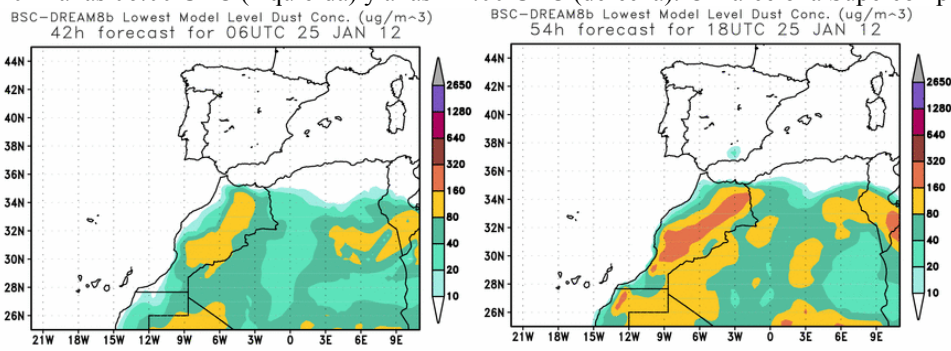 BSC-DREAM8b Lowest Model Level Dust Conc. (ug/m^3)
42h forecast for 06UTC 25 JAN 12
44N
42N
40N
38N
36N
34N
32N
30N
28N
26N
21W 18W 15W 12W 9W 6W 3W 0 3E 6E 9E
2650
1280
640
320
160
80
40
20
10
BSC-DREAM8b Lowest Model Level Dust Conc. (ug/m^3)
54h forecast for 18UTC 25 JAN 12
44N
42N
40N
38N
36N
34N
32N
30N
28N
26N
21W 18W 15W 12W 9W 6W 3W 0 3E 6E 9E
2650
1280
640
320
160
80
40
20
10